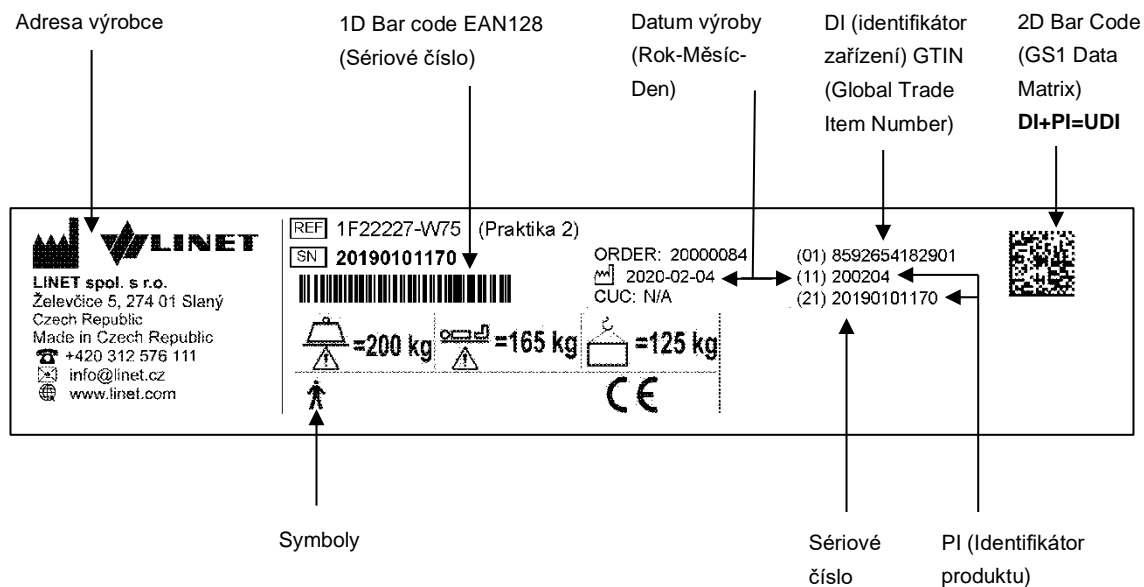 Adresa výrobce
1D Bar code EAN128
(Sériové číslo)
Datum výroby
(Rok-Měsíc-
Den)
DI (identifikátor
zařízení) GTIN
(Global Trade
Item Number)
2D Bar Code
(GS1 Data
Matrix)
DI+PI=UDI
LINET
LINET spol. s r.o.
Želevčice 5, 274 01 Slaný
Czech Republic
Made in Czech Republic
+420 312 576 111
info@linet.cz
www.linet.com
REF 1F22227-W75 (Praktika 2)
SN 20190101170
=200 kg =165 kg =125 kg
CE
ORDER: 20000084
2020-02-04
CUC: N/A
(01) 8592654182901
(11) 200204
(21) 20190101170
Symboly
Sériové
číslo
PI (Identifikátor
produktu)